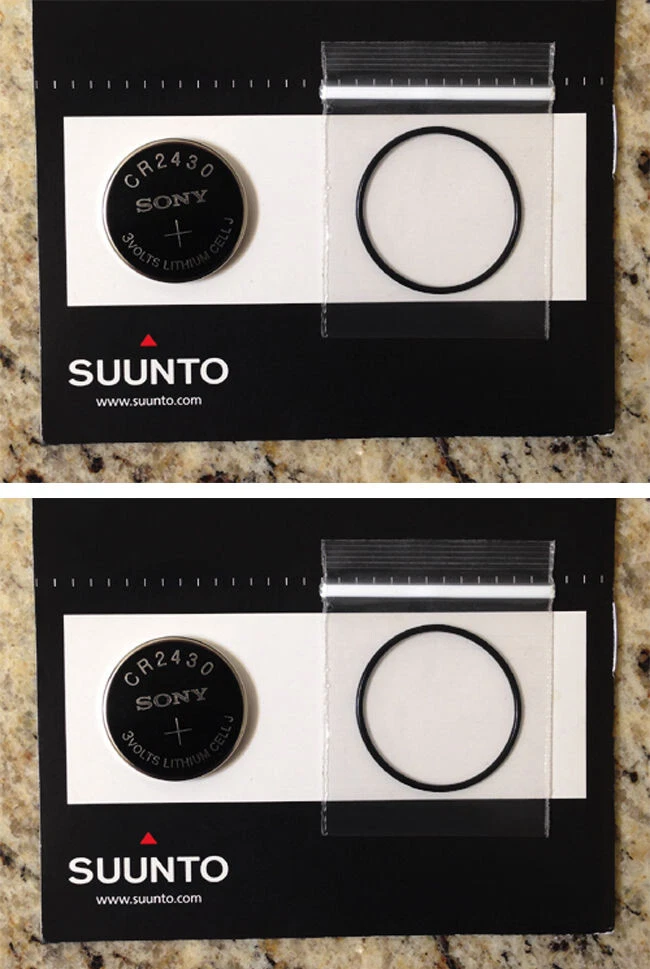 CR2430
SONY
+
3VOLTS LITHIUM CELL J
SUUNTO
www.suunto.com
CR2430
SONY
+
3VOLTS LITHIUM CELL J
SUUNTO
www.suunto.com